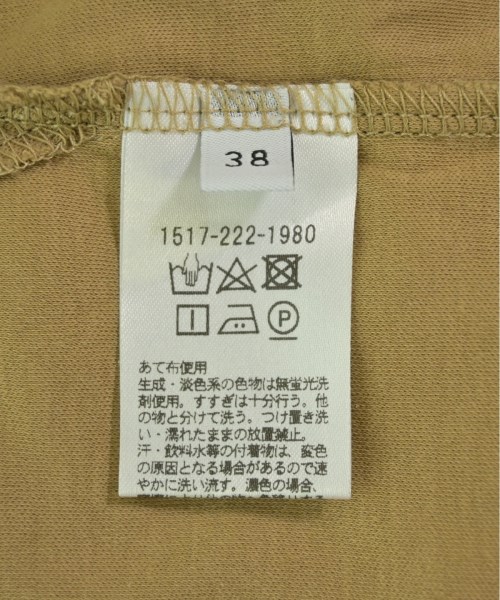 38
1517-222-1980
P
あて布使用
生成・淡色系の色物は無蛍光洗
剤使用。すすぎは十分行う。他
の物と分けて洗う。つけ置き洗
い・濡れたままの放置禁止。
汗・飲料水等の付着物は、変色
の原因となる場合があるので速
やかに洗い流す。濃色の場合、